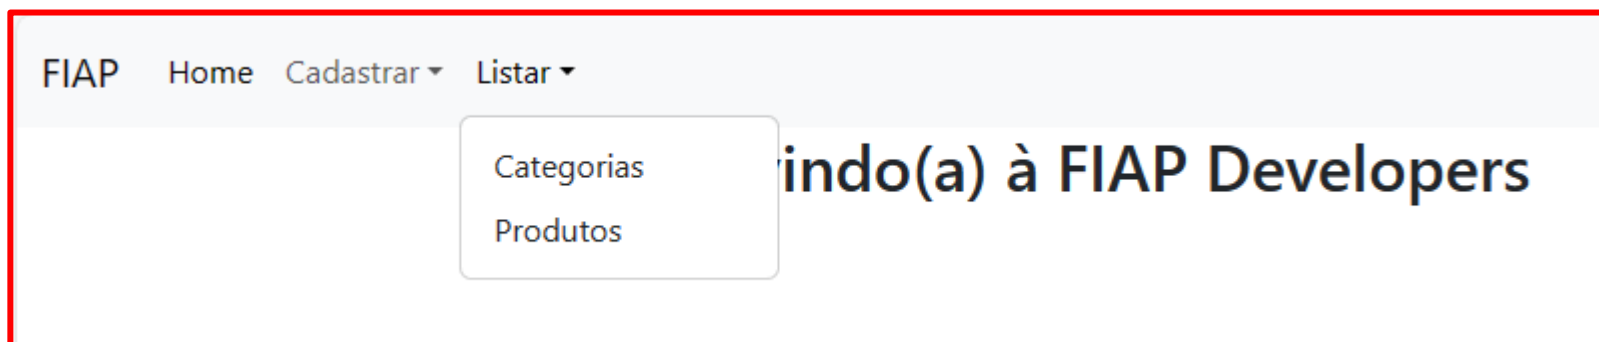 FIAP Home Cadastrar Listar
Categorias
Produtos
indo(a) à FIAP Developers